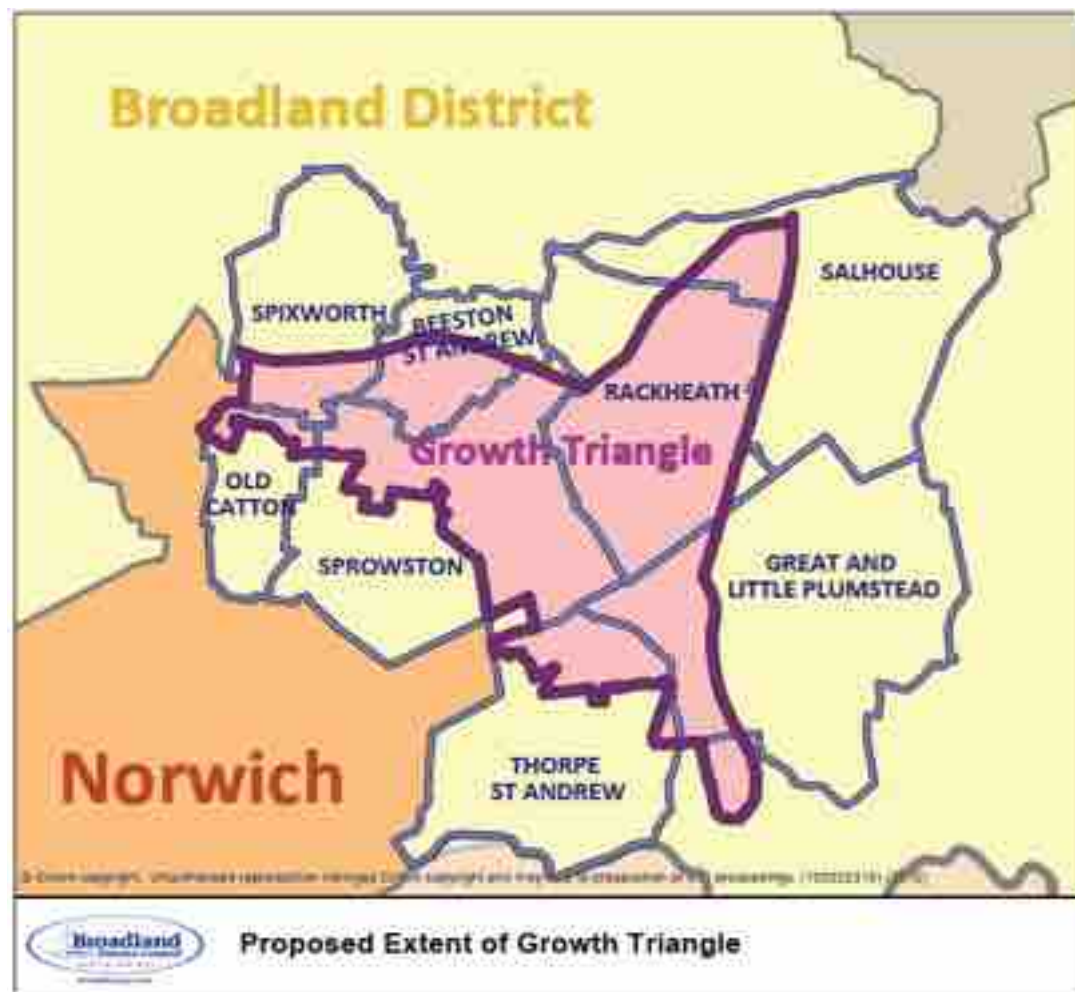 Broadland District
SALHOUSE
SPIXWORTH
BEESTON
ST ANDREW
RACKHEATH
Growth Triangle
OLD
CATTON
SPROWSTON
GREAT AND
LITTLE PLUMSTEAD
Norwich
THORPE
ST ANDREW
Broadland
Proposed Extent of Growth Triangle